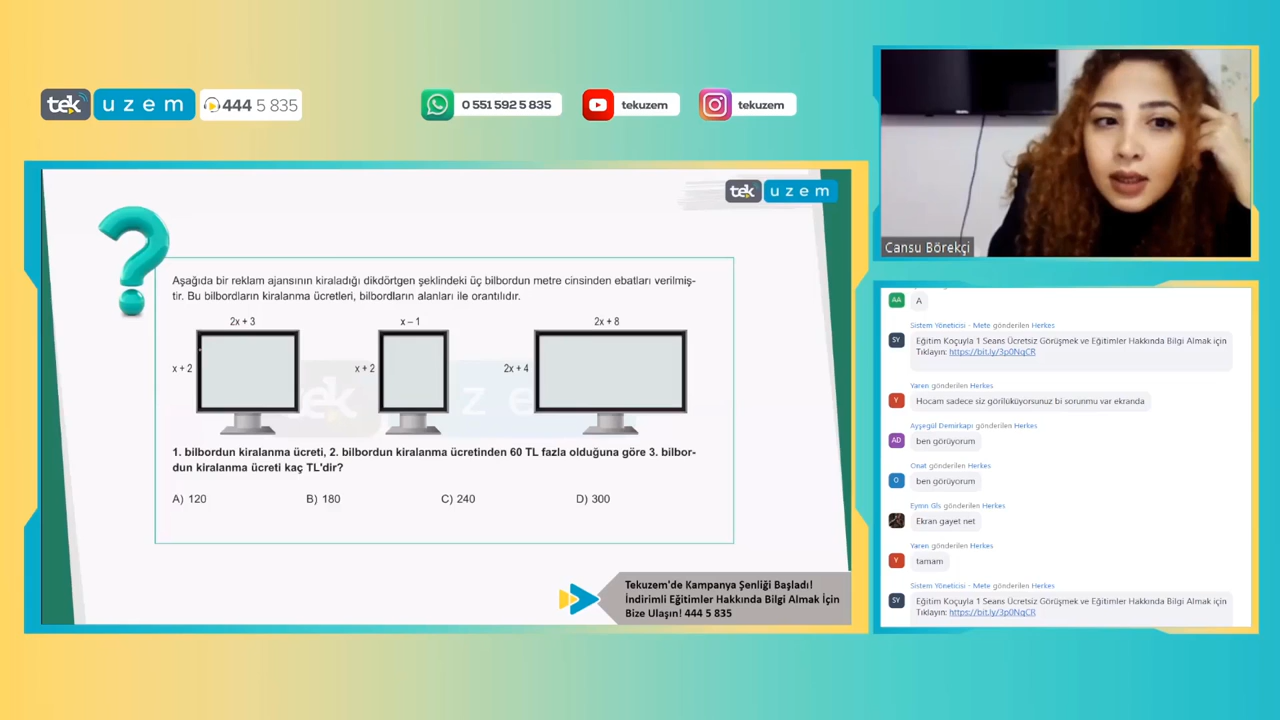 tek uzem 444 5 835
0 551 592 5 835
tekuzem
tekuzem
tek uzem
Aşağıda bir reklam ajansının kiraladığı dikdörtgen şeklindeki üç bilbordun metre cinsinden ebatları verilmiş-
tir. Bu bilbordların kiralanma ücretleri, bilbordların alanları ile orantılıdır.
2x + 3
x – 1
2x + 8
x + 2
x + 2
2x + 4
1. bilbordun kiralanma ücreti, 2. bilbordun kiralanma ücretinden 60 TL fazla olduğuna göre 3. bilbor-
dun kiralanma ücreti kaç TL'dir?
A) 120
B) 180
C) 240
D) 300
Tekuzem'de Kampanya Şenliği Başladı!
İndirimli Eğitimler Hakkında Bilgi Almak İçin
Bize Ulaşın! 444 5 835
Cansu Börekçi
AA
A
Sistem Yöneticisi - Mete gönderilen Herkes
SY
Eğitim Koçuyla 1 Seans Ücretsiz Görüşmek ve Eğitimler Hakkında Bilgi Almak için
Tıklayın: https://bit.ly/3p0NqCR
Yaren gönderilen Herkes
Y
Hocam sadece siz görilüküyorsunuz bi sorunmu var ekranda
Ayşegül Demirkapı gönderilen Herkes
AD
ben görüyorum
Onat gönderilen Herkes
O
ben görüyorum
Eymn Gls gönderilen Herkes
Ekran gayet net
Yaren gönderilen Herkes
Y
tamam
Sistem Yöneticisi - Mete gönderilen Herkes
SY
Eğitim Koçuyla 1 Seans Ücretsiz Görüşmek ve Eğitimler Hakkında Bilgi Almak için
Tıklayın: https://bit.ly/3p0NqCR